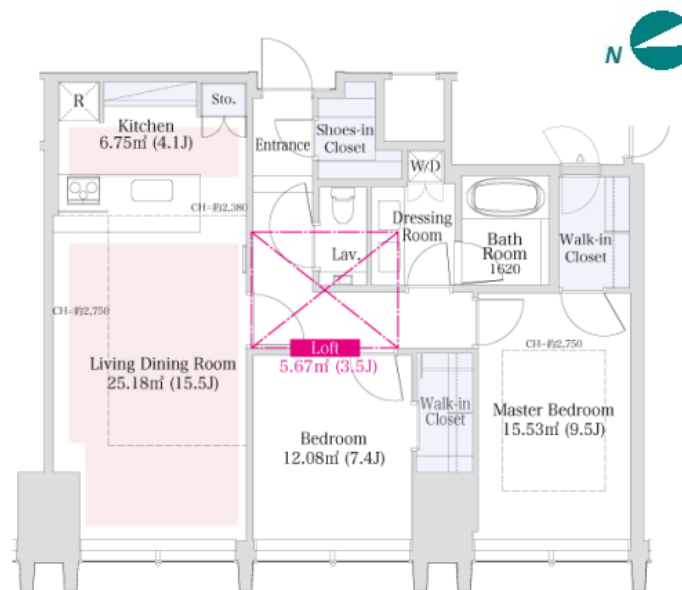 N
R
Sto.
Kitchen
6.75㎡ (4.1J)
Entrance
Shoes-in
Closet
W/D
CH=約2,380
Lav.
Dressing
Room
Bath
Room
1620
Walk-in
Closet
CH=約2,750
CH=約2,750
Loft
5.67㎡ (3.5J)
Living Dining Room
25.18㎡ (15.5J)
Bedroom
12.08㎡ (7.4J)
Walk-in
Closet
Master Bedroom
15.53㎡ (9.5J)